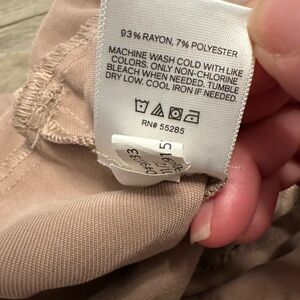 93% RAYON, 7% POLYESTER
MACHINE WASH COLD WITH LIKE
COLORS. ONLY NON-CHLORINE
BLEACH WHEN NEEDED. TUMBLE
DRY LOW. COOL IRON IF NEEDED.
RN# 55285